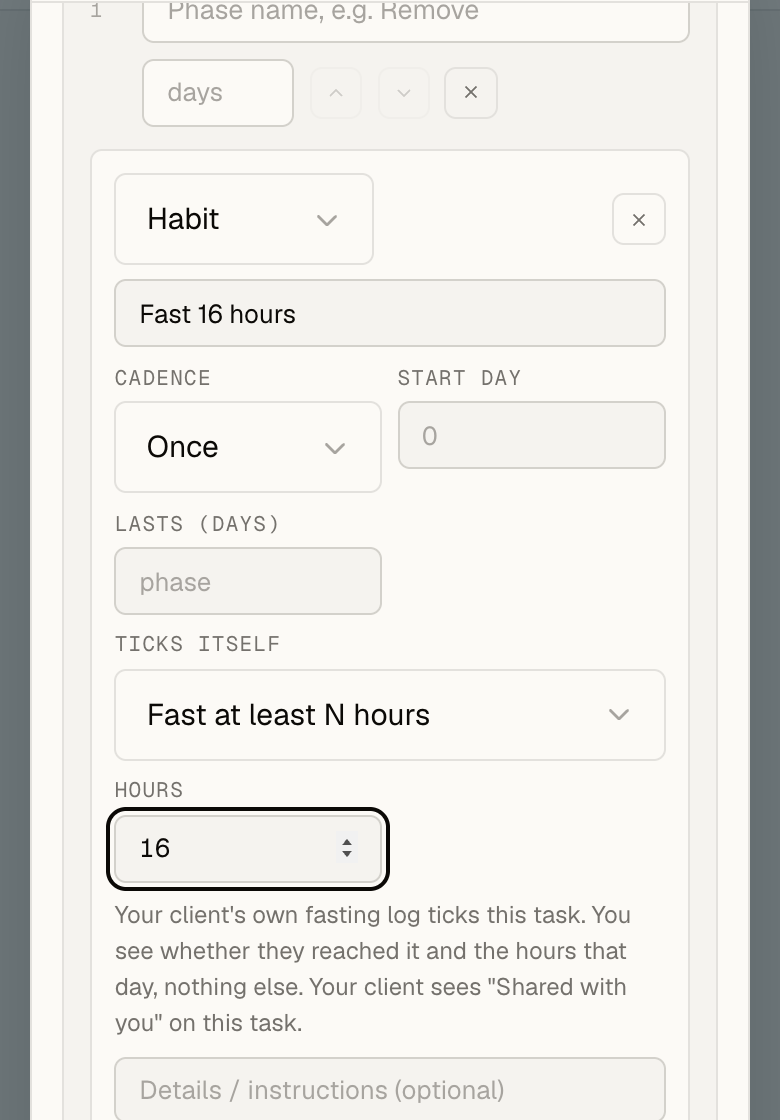 1
Phase name, e.g. Remove
days
Habit
Fast 16 hours
CADENCE
START DAY
Once
0
LASTS (DAYS)
phase
TICKS ITSELF
Fast at least N hours
HOURS
16
Your client's own fasting log ticks this task. You
see whether they reached it and the hours that
day, nothing else. Your client sees "Shared with
you" on this task.
Details / instructions (optional)